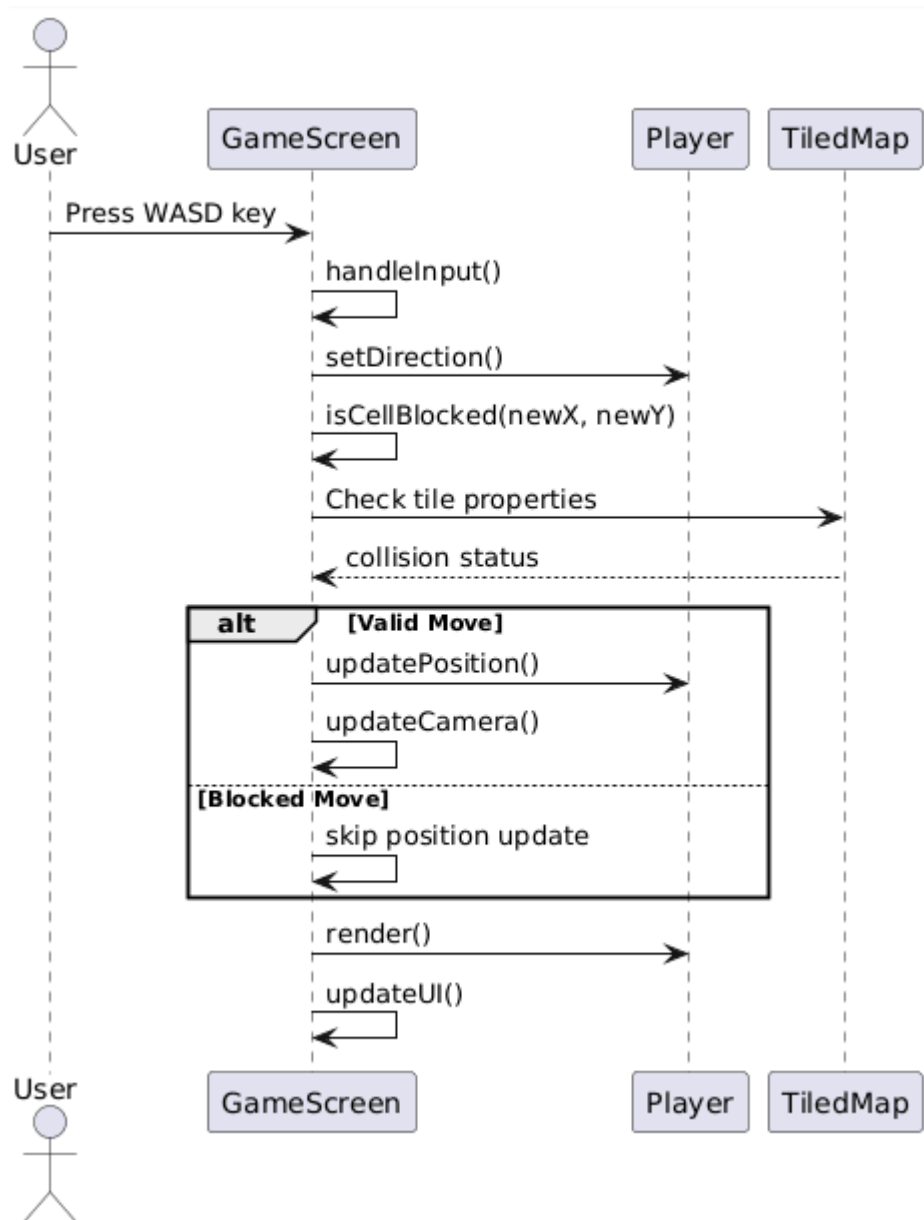 User
GameScreen
Player
TiledMap
Press WASD key
handleInput()
setDirection()
isCellBlocked(newX, newY)
Check tile properties
collision status
alt
[Valid Move]
updatePosition()
updateCamera()
[Blocked Move]
skip position update
render()
updateUI()
User
GameScreen
Player
TiledMap